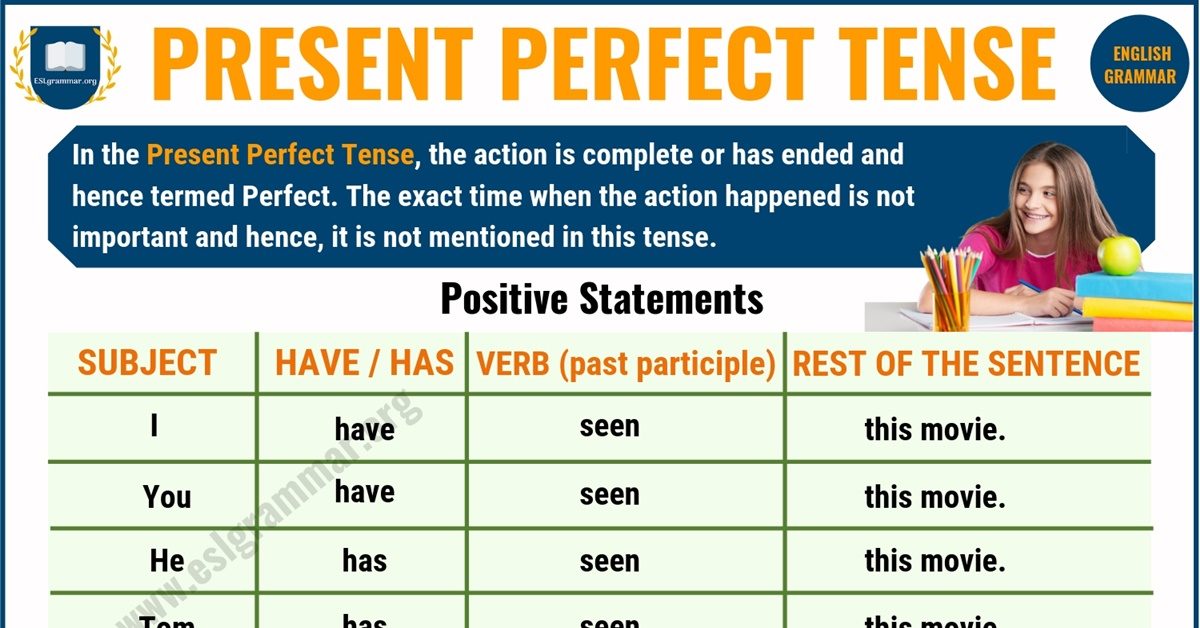 ESLgrammar.org
PRESENT PERFECT TENSE
ENGLISH
GRAMMAR
In the Present Perfect Tense, the action is complete or has ended and
hence termed Perfect. The exact time when the action happened is not
important and hence, it is not mentioned in this tense.
Positive Statements
SUBJECT HAVE / HAS VERB (past participle) REST OF THE SENTENCE
I have seen this movie.
You have seen this movie.
He has seen this movie.
Tom has seen this movie.
www.eslgrammar.org